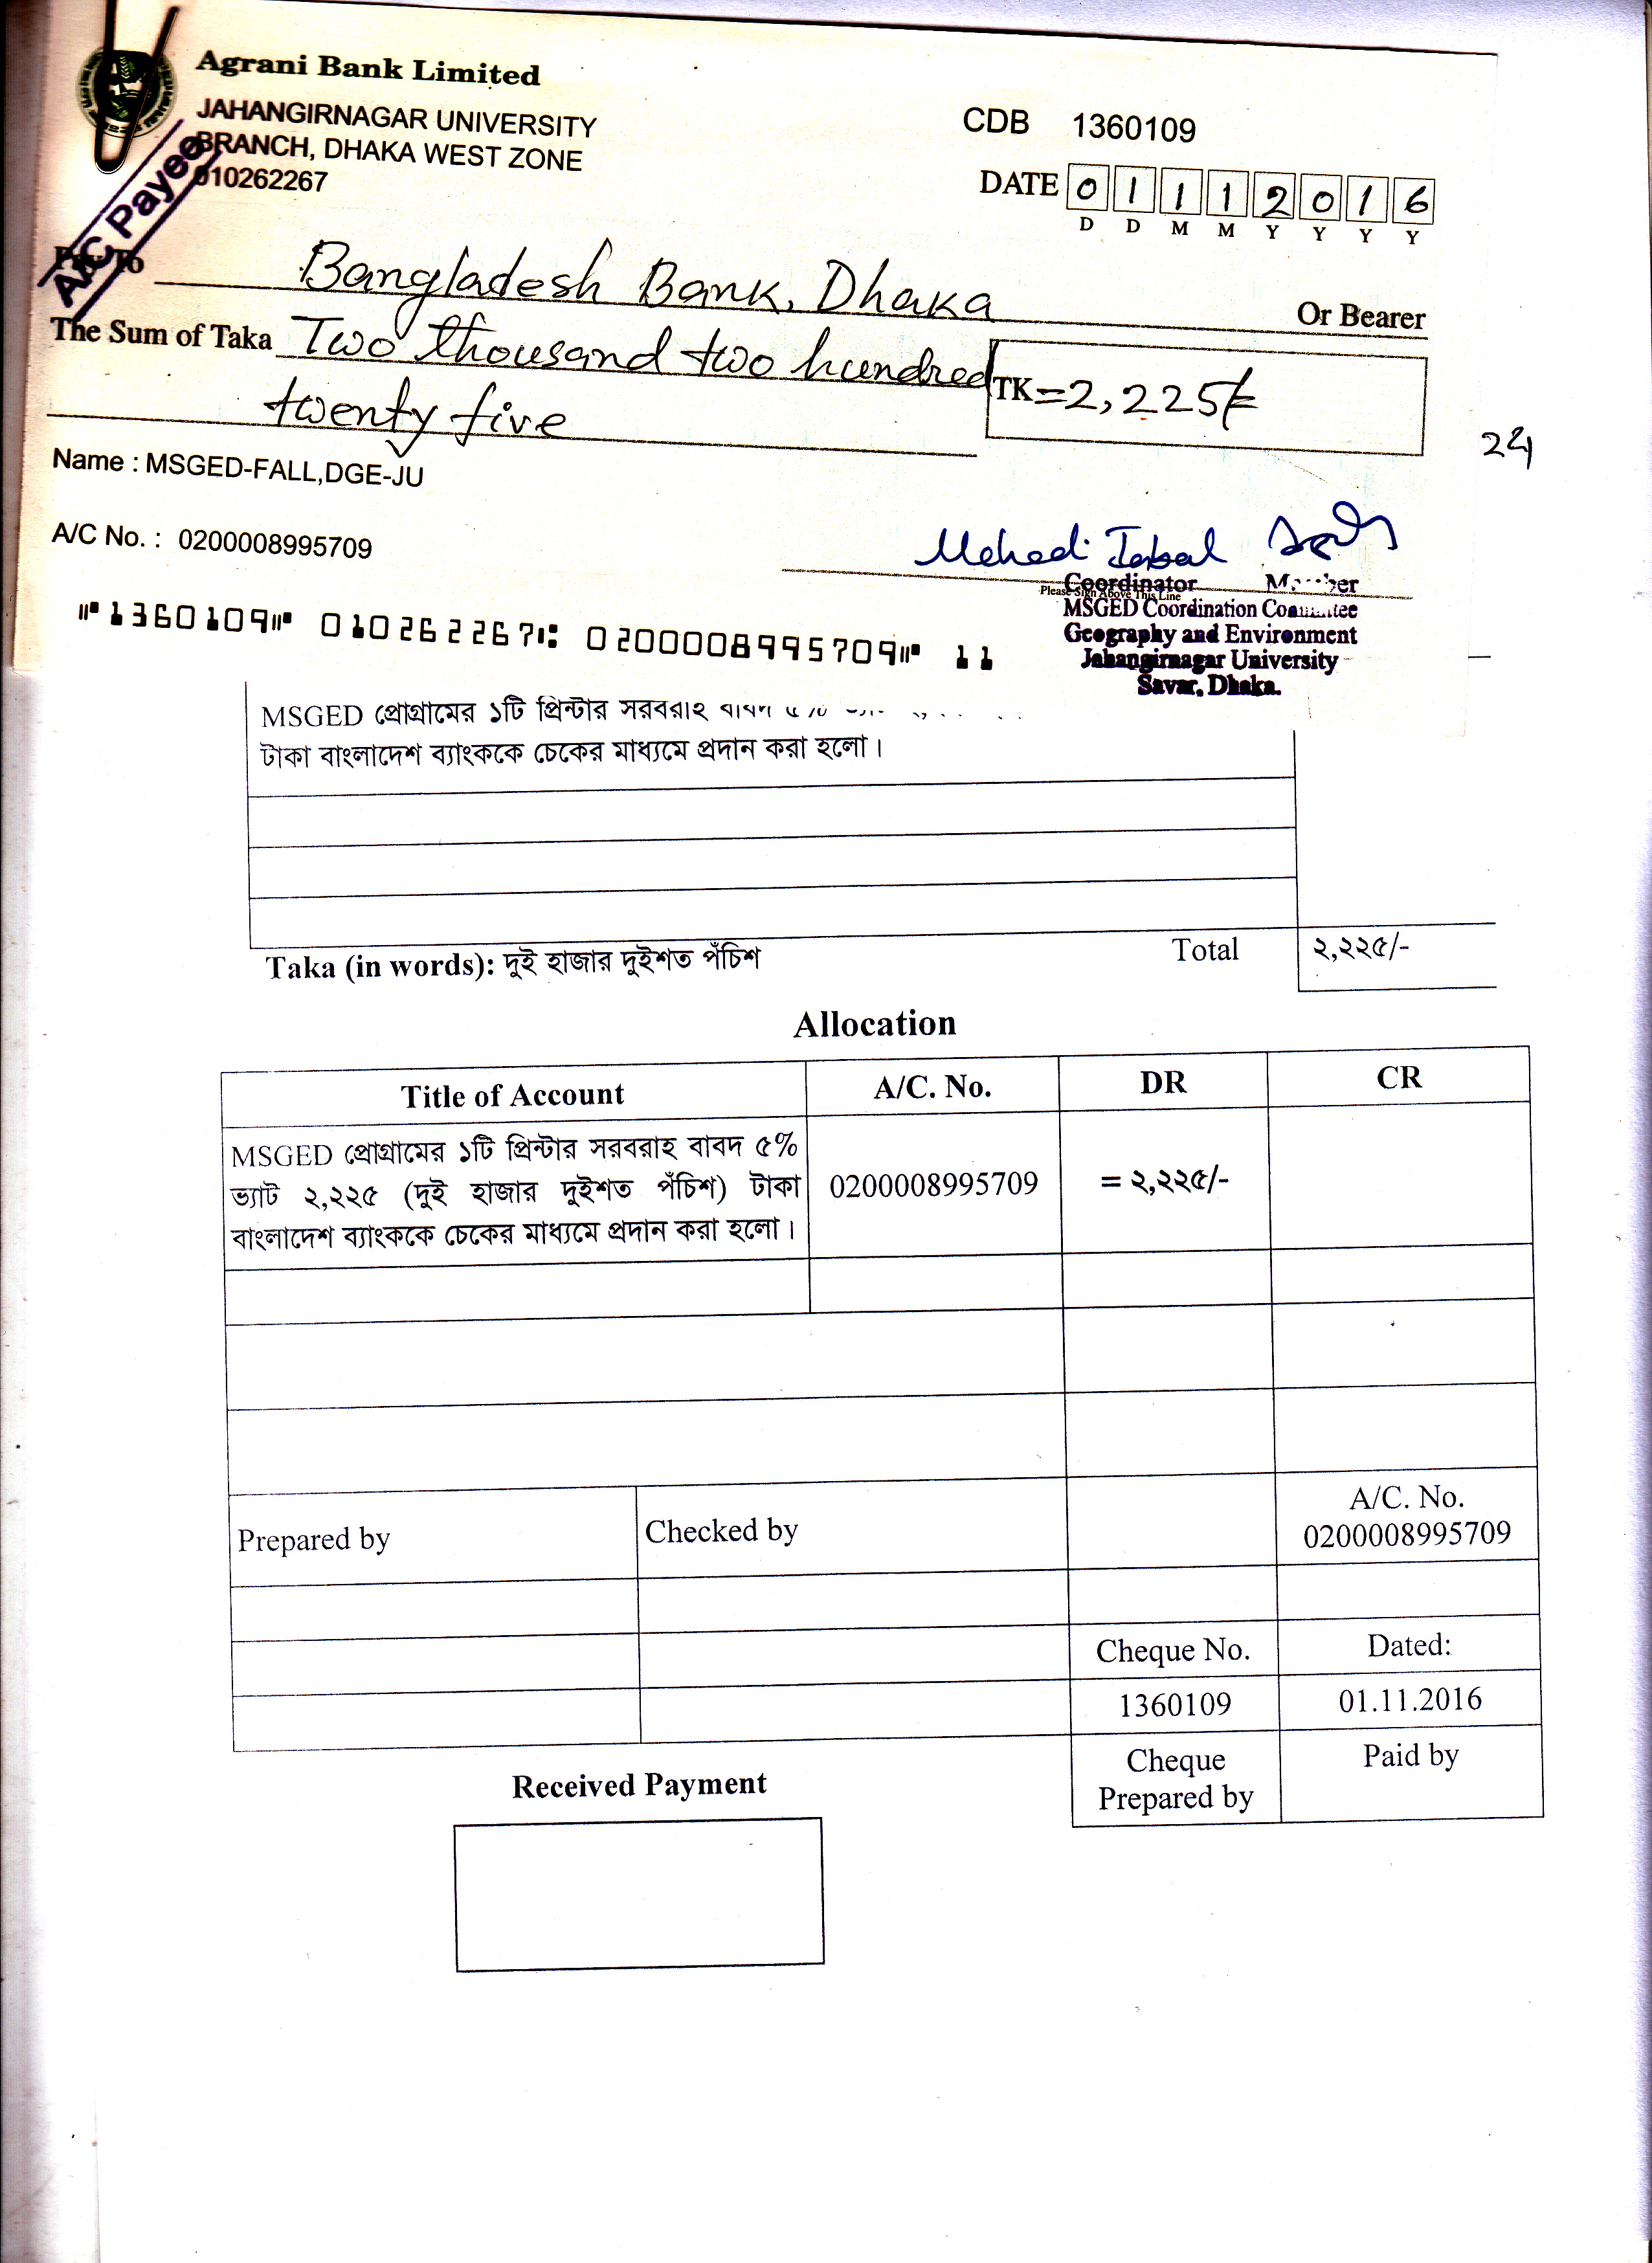 Agrani Bank Limited
JAHANGIRNAGAR UNIVERSITY
BRANCH, DHAKA WEST ZONE
010262267
CDB 1360109
DATE 0 1 1 1 2 0 1 6
D D M M Y Y Y Y
A/C Payee
Pay To Bangladesh Bank, Dhaka Or Bearer
The Sum of Taka Two thousand two hundred
twenty five
TK =2,225/=
Name : MSGED-FALL,DGE-JU
A/C No. : 0200008995709
Mehedi Iqbal
Coordinator Member
Please Sign Above This Line
MSGED Coordination Committee
Geography and Environment
Jahangirnagar University
Savar, Dhaka.
⑈1360109⑈ 010262267⑆ 0200008995709⑈ 11
MSGED প্রোগ্রামের ১টি প্রিন্টার সরবরাহ বাবদ ৫%
টাকা বাংলাদেশ ব্যাংককে চেকের মাধ্যমে প্রদান করা হলো।
Taka (in words): দুই হাজার দুইশত পঁচিশ Total ২,২২৫/-
Allocation
Title of Account A/C. No. DR CR
MSGED প্রোগ্রামের ১টি প্রিন্টার সরবরাহ বাবদ ৫%
ভ্যাট ২,২২৫ (দুই হাজার দুইশত পঁচিশ) টাকা
বাংলাদেশ ব্যাংককে চেকের মাধ্যমে প্রদান করা হলো।
0200008995709 = ২,২২৫/-
Prepared by Checked by
A/C. No.
0200008995709
Cheque No. Dated:
1360109 01.11.2016
Cheque
Prepared by
Paid by
Received Payment